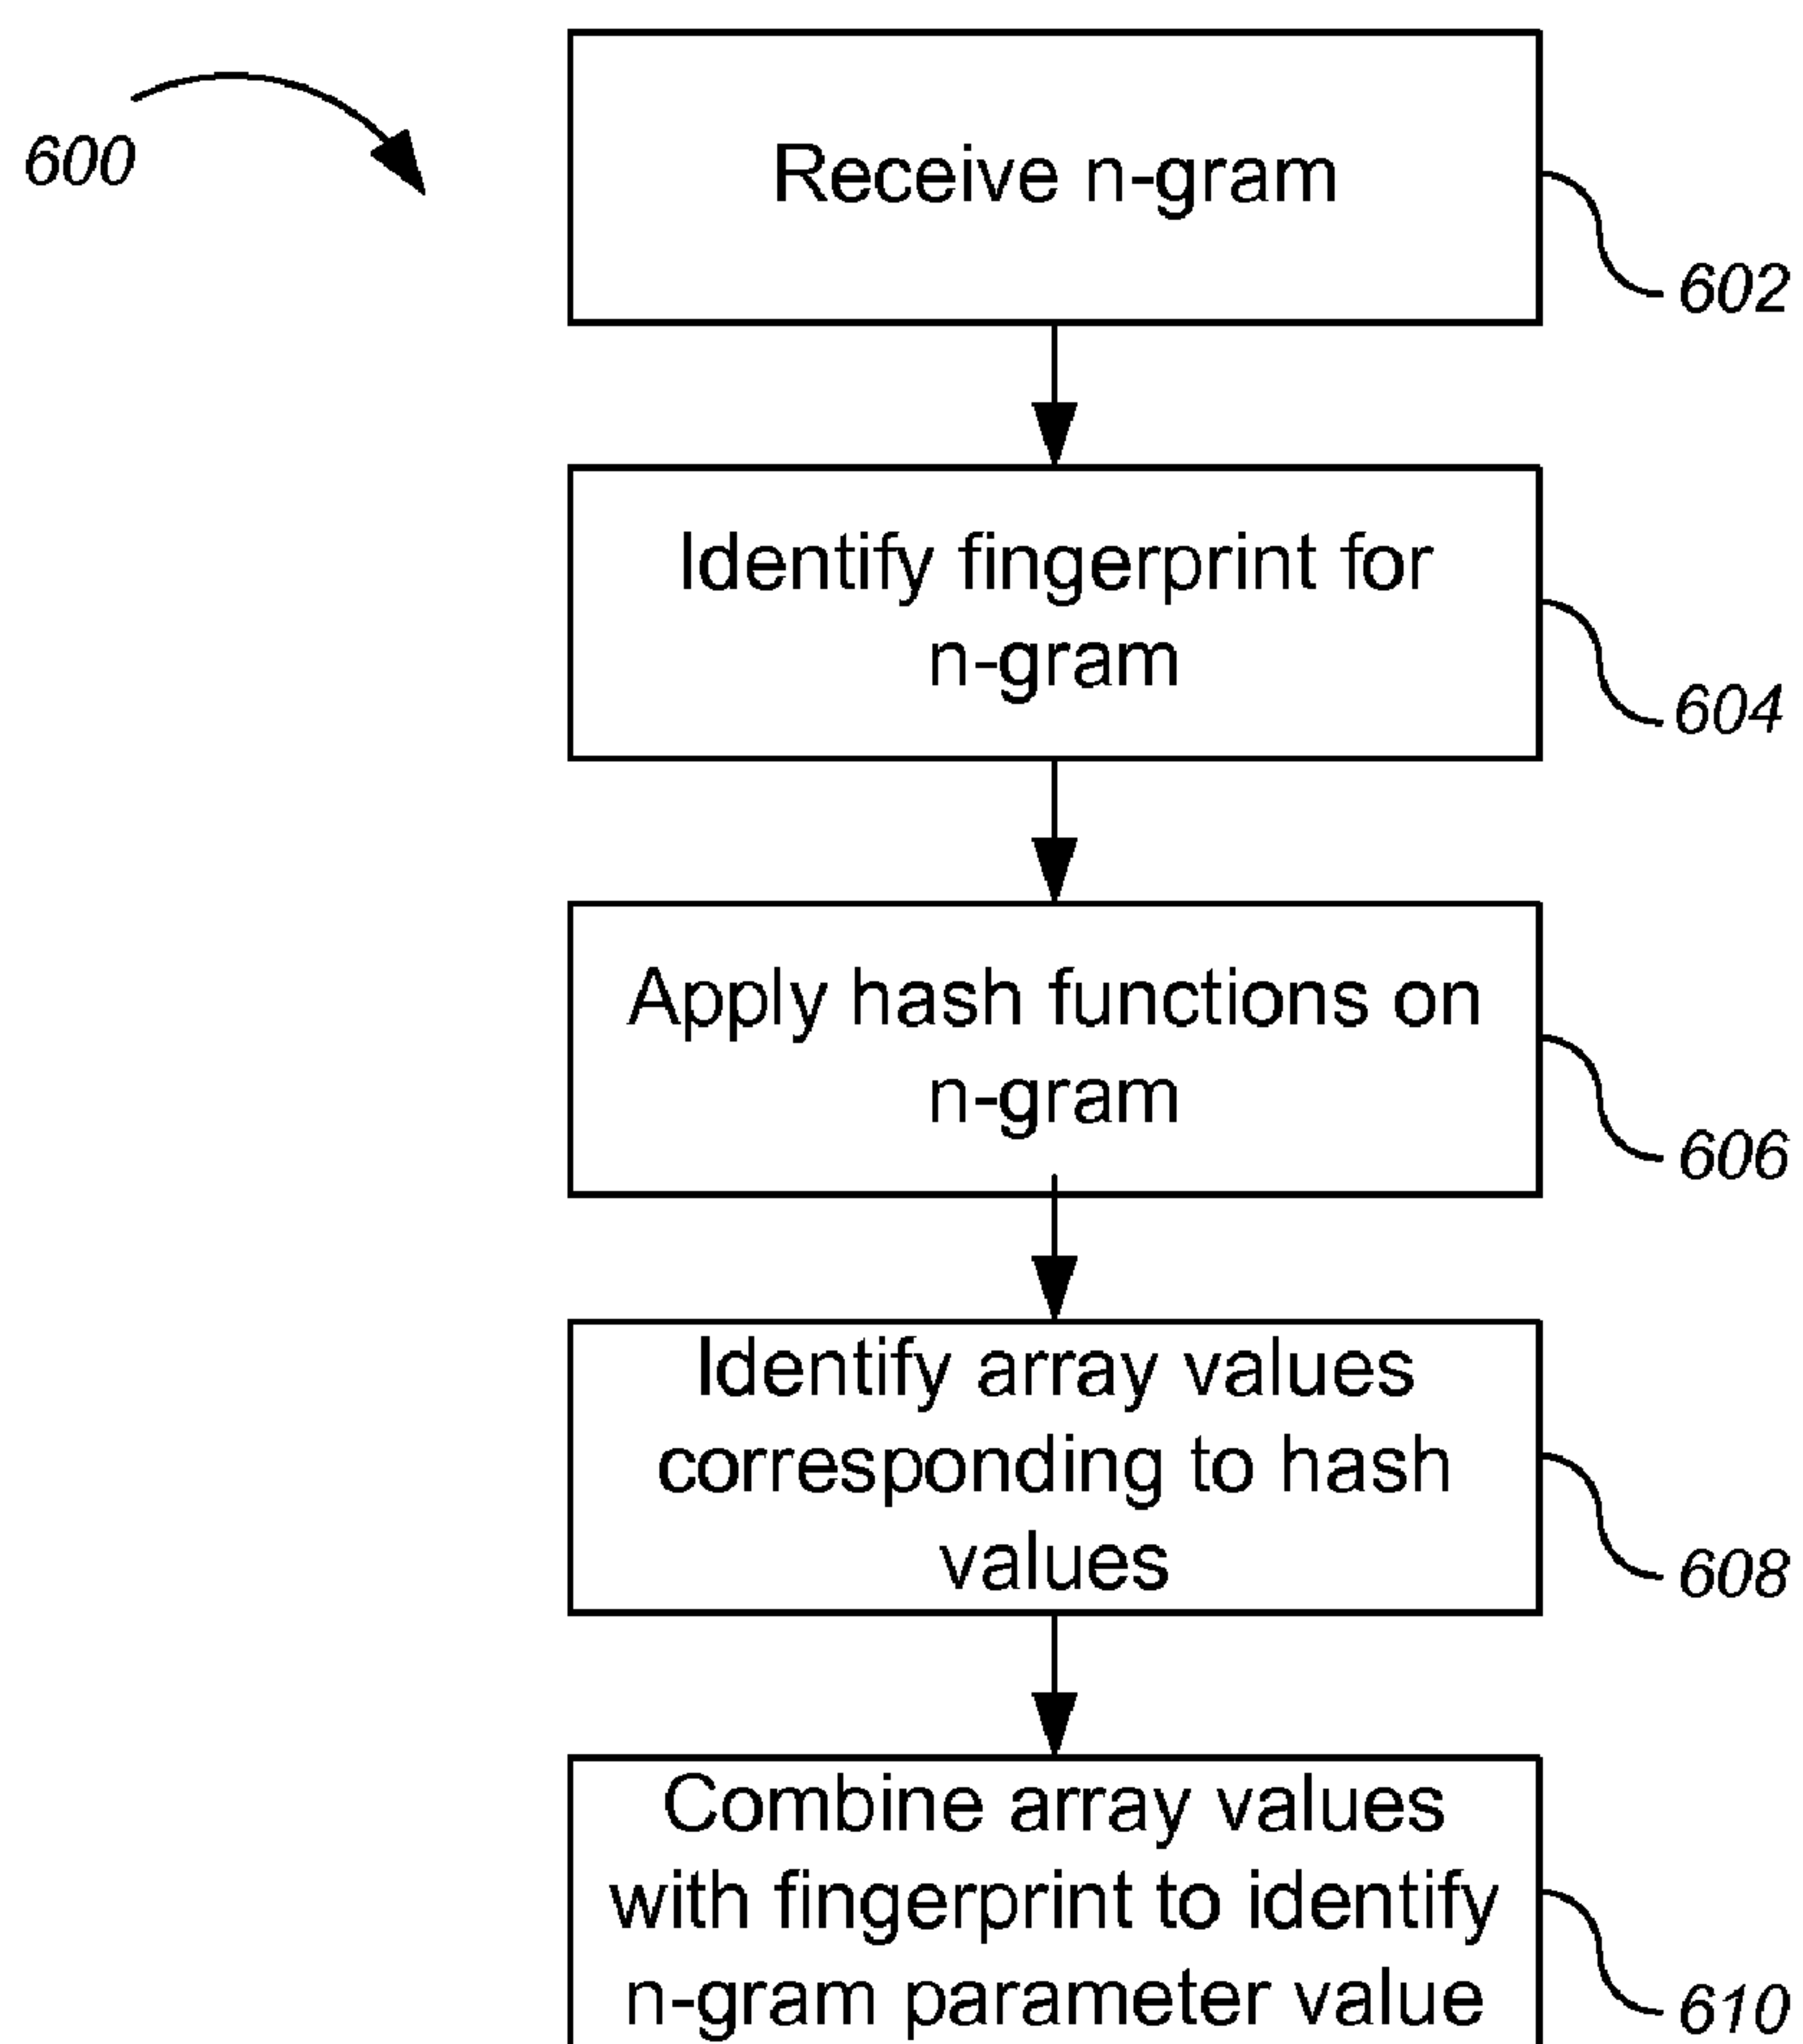 600
Receive n-gram
602
Identify fingerprint for
n-gram
604
Apply hash functions on
n-gram
606
Identify array values
corresponding to hash
values
608
Combine array values
with fingerprint to identify
n-gram parameter value
610